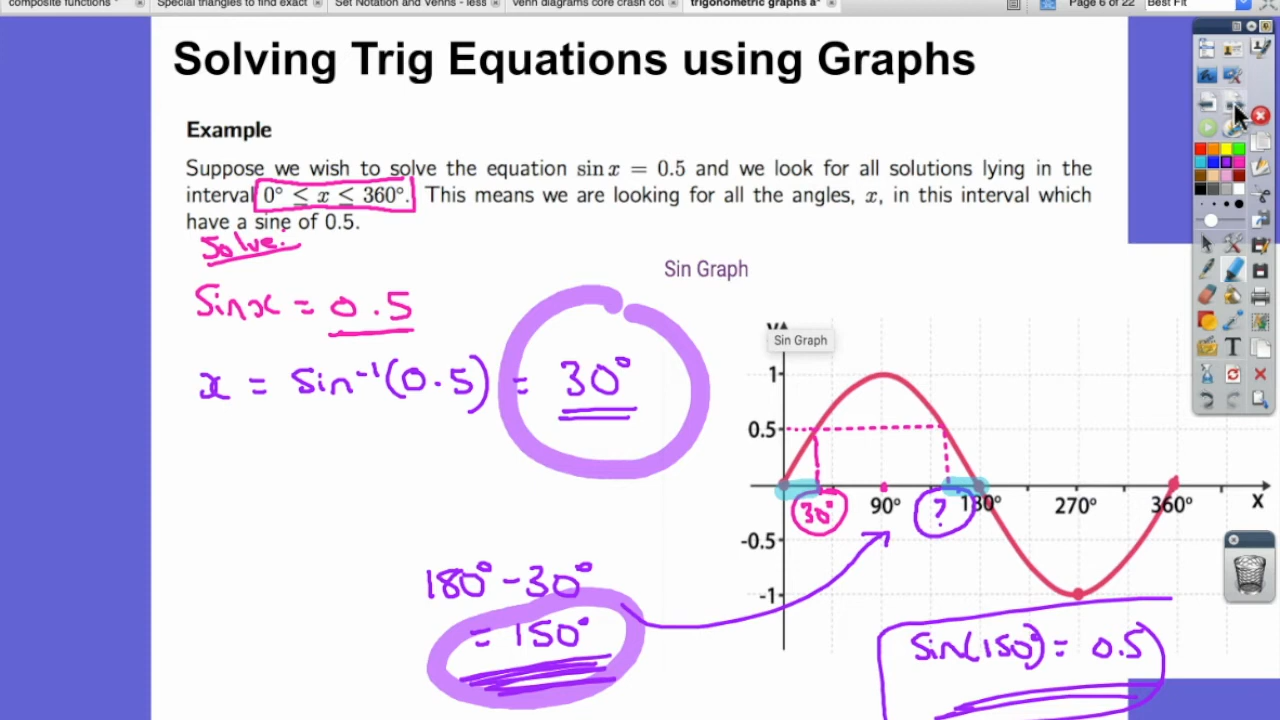 composite functions *
Special triangles to find exact
Set Notation and Venns - less
venn diagrams core crash cou
trigonometric graphs a*
Page 6 of 22
Best Fit
Solving Trig Equations using Graphs
Example
Suppose we wish to solve the equation sin x = 0.5 and we look for all solutions lying in the
interval 0° ≤ x ≤ 360°. This means we are looking for all the angles, x, in this interval which
have a sine of 0.5.
Solve:
Sin x = 0.5
x = Sin⁻¹(0.5) = 30°
Sin Graph
Y
Sin Graph
1
0.5
-0.5
-1
30°
90°
?
180°
270°
360°
X
180° - 30°
= 150°
Sin(150°) = 0.5
T